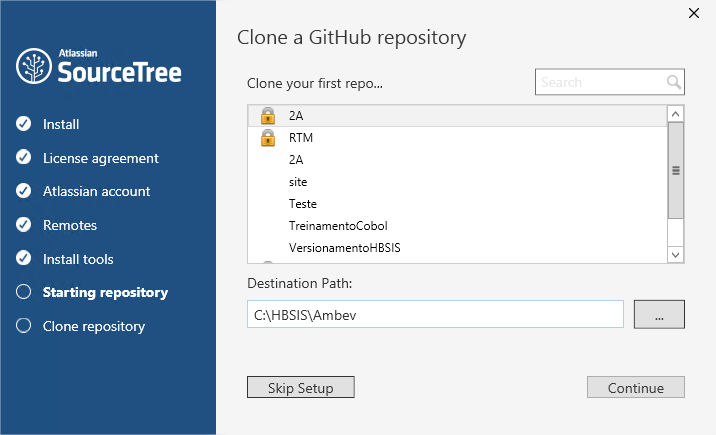 Atlassian
SourceTree
Install
License agreement
Atlassian account
Remotes
Install tools
Starting repository
Clone repository
Clone a GitHub repository
Clone your first repo...
Search
2A
RTM
2A
site
Teste
TreinamentoCobol
VersionamentoHBSIS
Destination Path:
C:\HBSIS\Ambev
...
Skip Setup
Continue